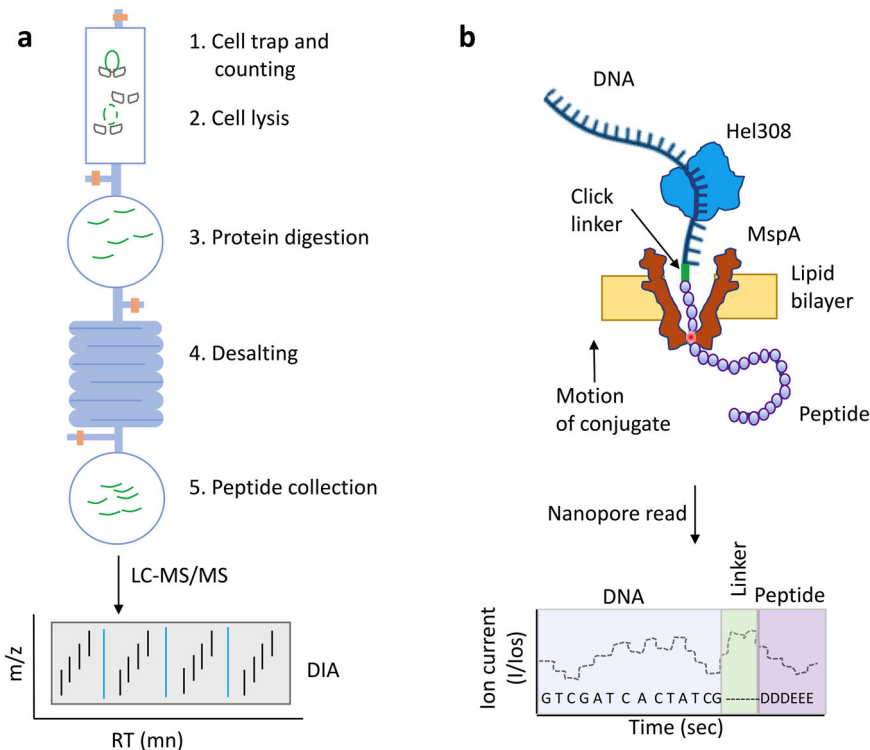 a
1. Cell trap and
counting
2. Cell lysis
3. Protein digestion
4. Desalting
5. Peptide collection
LC-MS/MS
m/z
DIA
RT (mn)
b
DNA
Hel308
Click
linker
MspA
Lipid
bilayer
Motion
of conjugate
Peptide
Nanopore read
DNA
Linker
Peptide
Ion current
(I/Ios)
G T C G A T C A C T A T C G -------- D D D E E E
Time (sec)